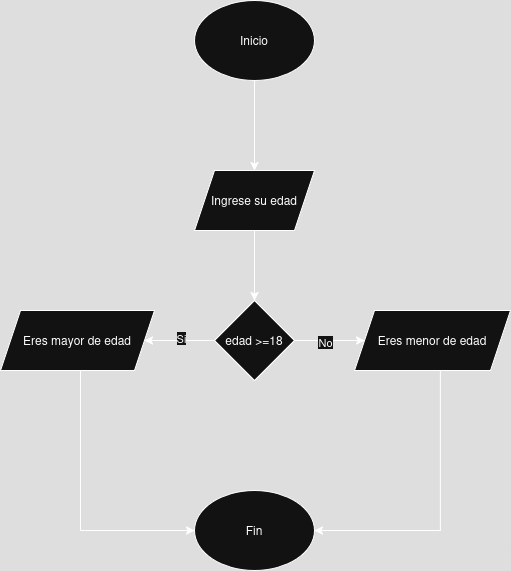 Inicio
Ingrese su edad
Eres mayor de edad
Si
edad >=18
No
Eres menor de edad
Fin